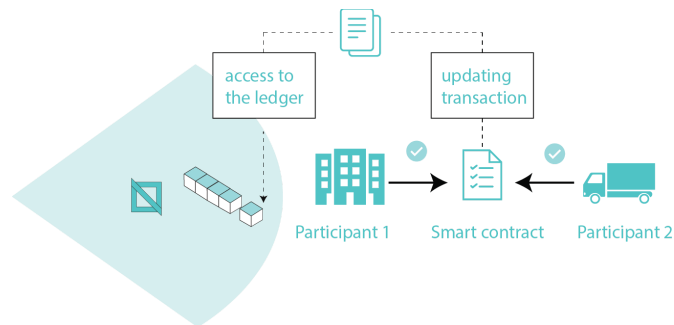 access to
the ledger
updating
transaction
Participant 1
Smart contract
Participant 2